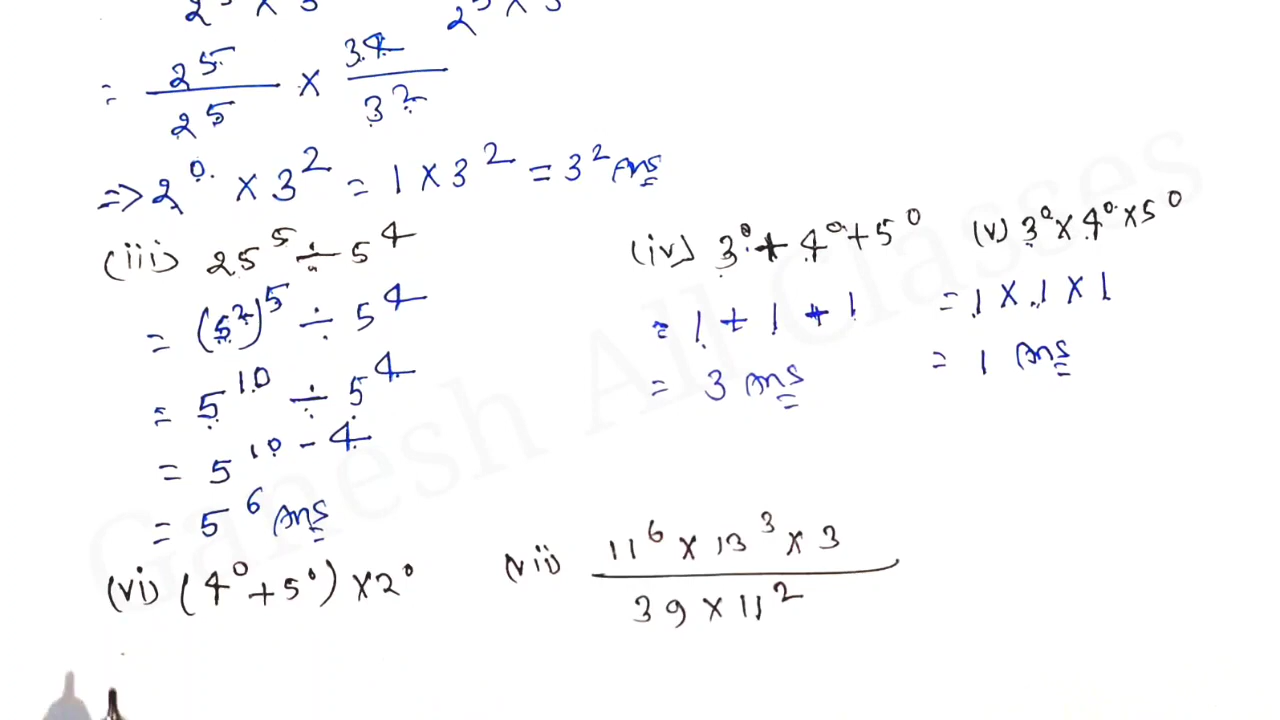 = 2⁵/2⁵ × 3⁴/3²
=> 2⁰ × 3² = 1 × 3² = 3² Ans
(iii) 25⁵ ÷ 5⁴
= (5²)⁵ ÷ 5⁴
= 5¹⁰ ÷ 5⁴
= 5¹⁰⁻⁴
= 5⁶ Ans
(iv) 3⁰ + 4⁰ + 5⁰
= 1 + 1 + 1
= 3 Ans
(v) 3⁰ × 4⁰ × 5⁰
= 1 × 1 × 1
= 1 Ans
(vi) (4⁰ + 5⁰) × 2⁰
(vii) 11⁶ × 13³ × 3
39 × 11²
Ganesh All Classes